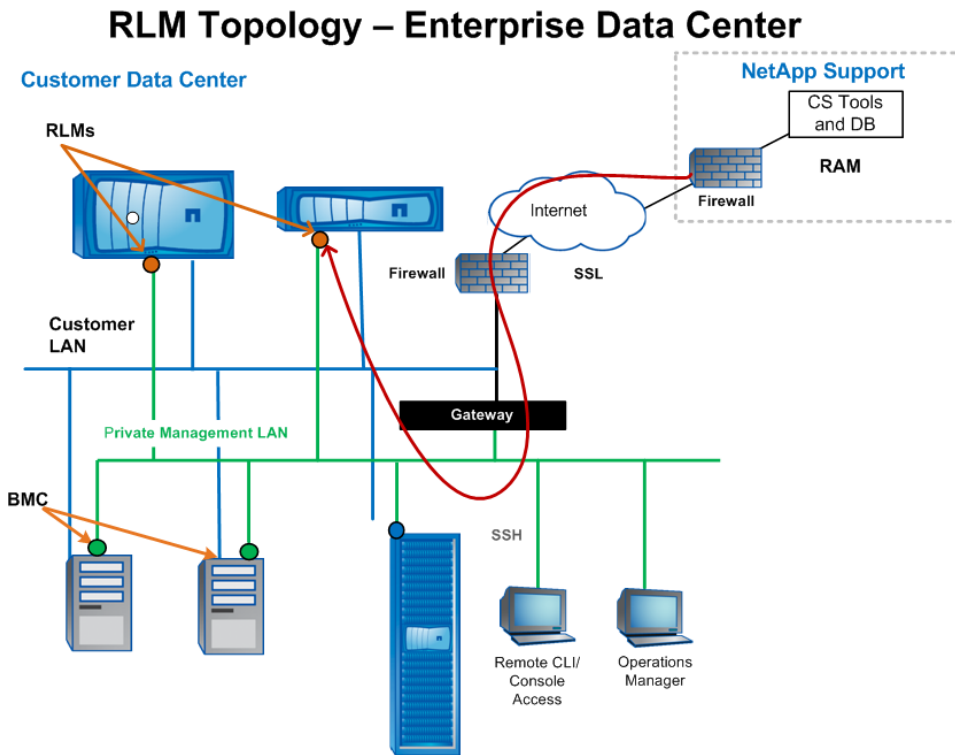 RLM Topology – Enterprise Data Center
Customer Data Center
NetApp Support
CS Tools
and DB
RLMs
RAM
Firewall
Internet
Firewall
SSL
Customer
LAN
Gateway
Private Management LAN
BMC
SSH
Remote CLI/
Console
Access
Operations
Manager